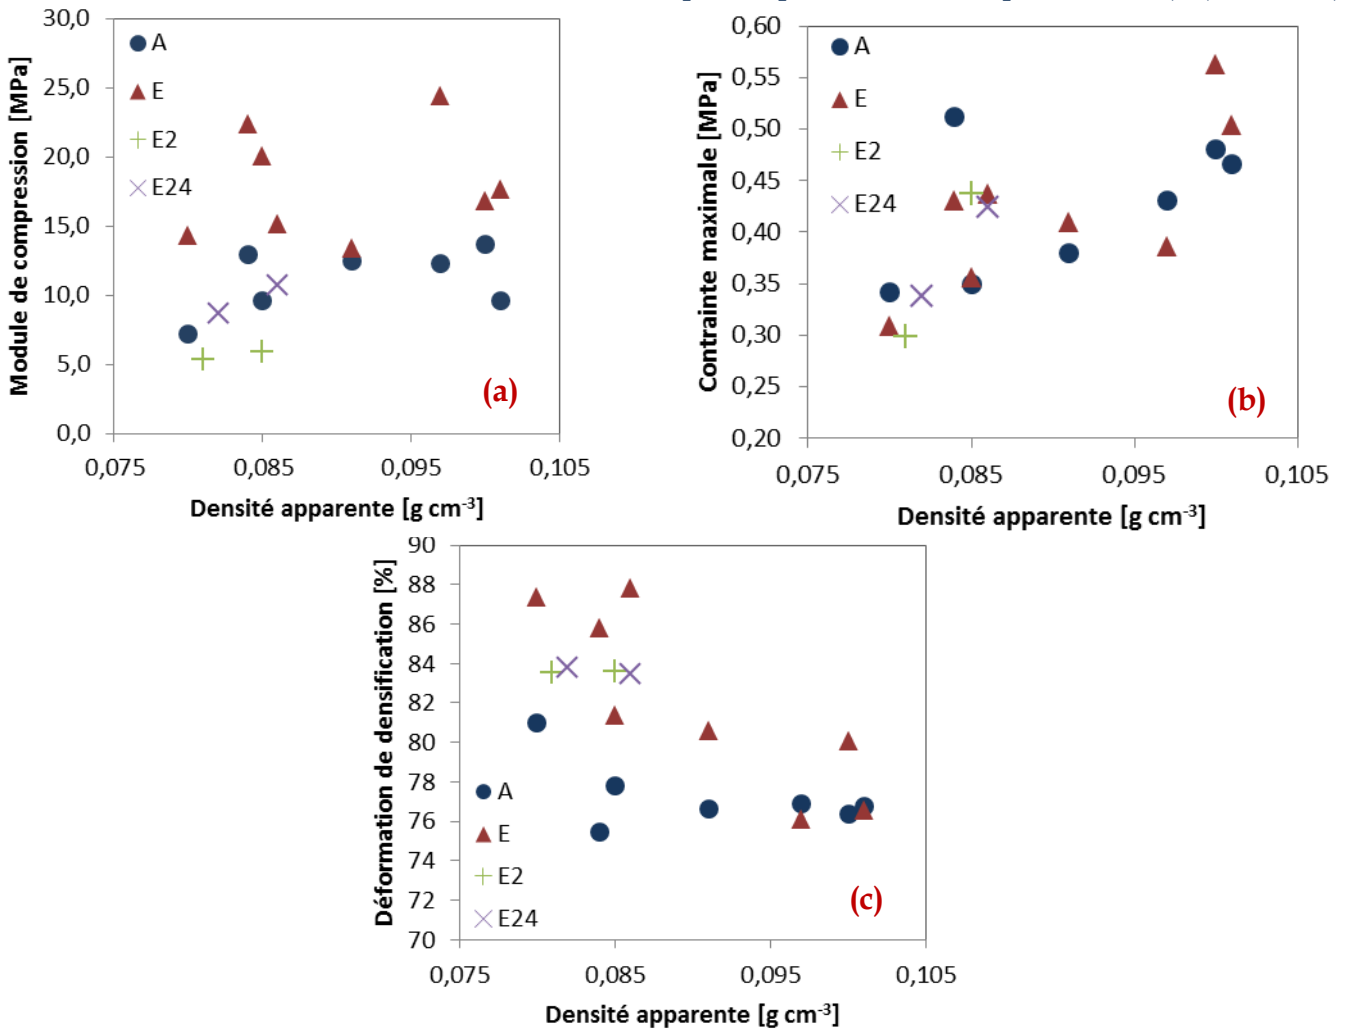 30,0
25,0
20,0
15,0
10,0
5,0
0,0
Module de compression [MPa]
A
E
E2
E24
(a)
0,075
0,085
0,095
0,105
Densité apparente [g cm-3]
0,60
0,55
0,50
0,45
0,40
0,35
0,30
0,25
0,20
Contrainte maximale [MPa]
A
E
E2
E24
(b)
0,075
0,085
0,095
0,105
Densité apparente [g cm-3]
90
88
86
84
82
80
78
76
74
72
70
Déformation de densification [%]
A
E
E2
E24
(c)
0,075
0,085
0,095
0,105
Densité apparente [g cm-3]